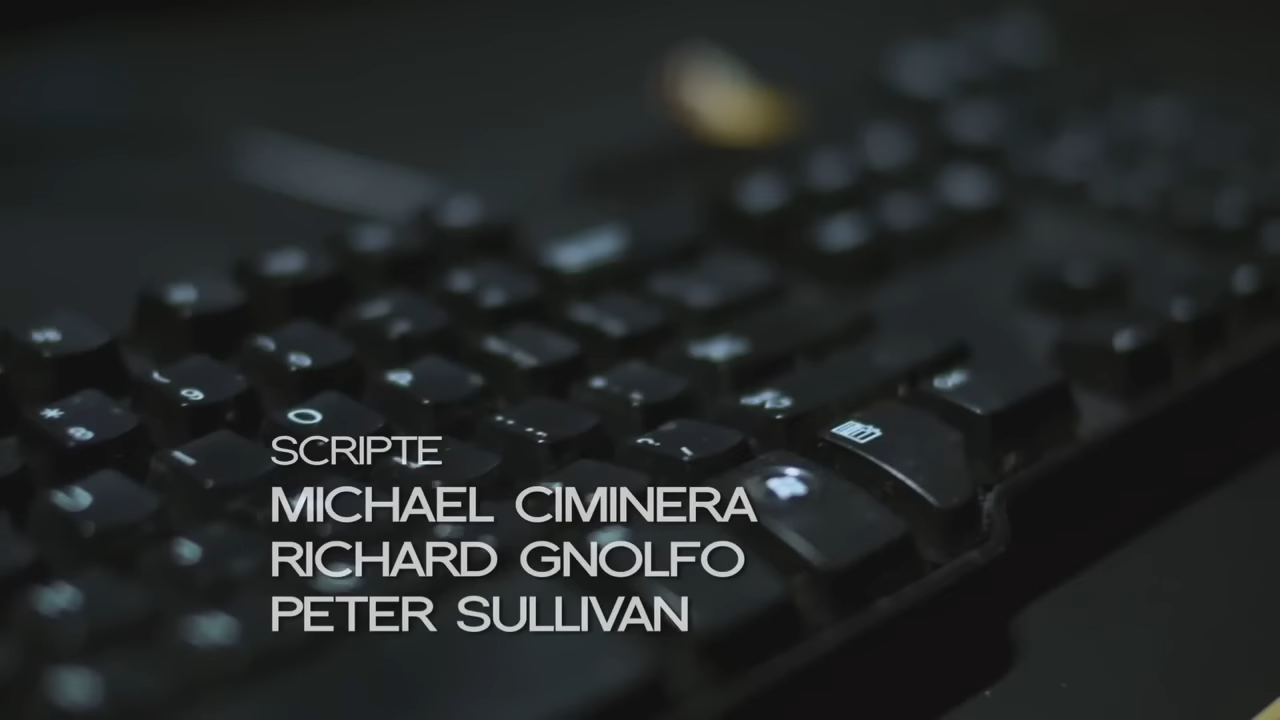 SCRIPTE
MICHAEL CIMINERA
RICHARD GNOLFO
PETER SULLIVAN